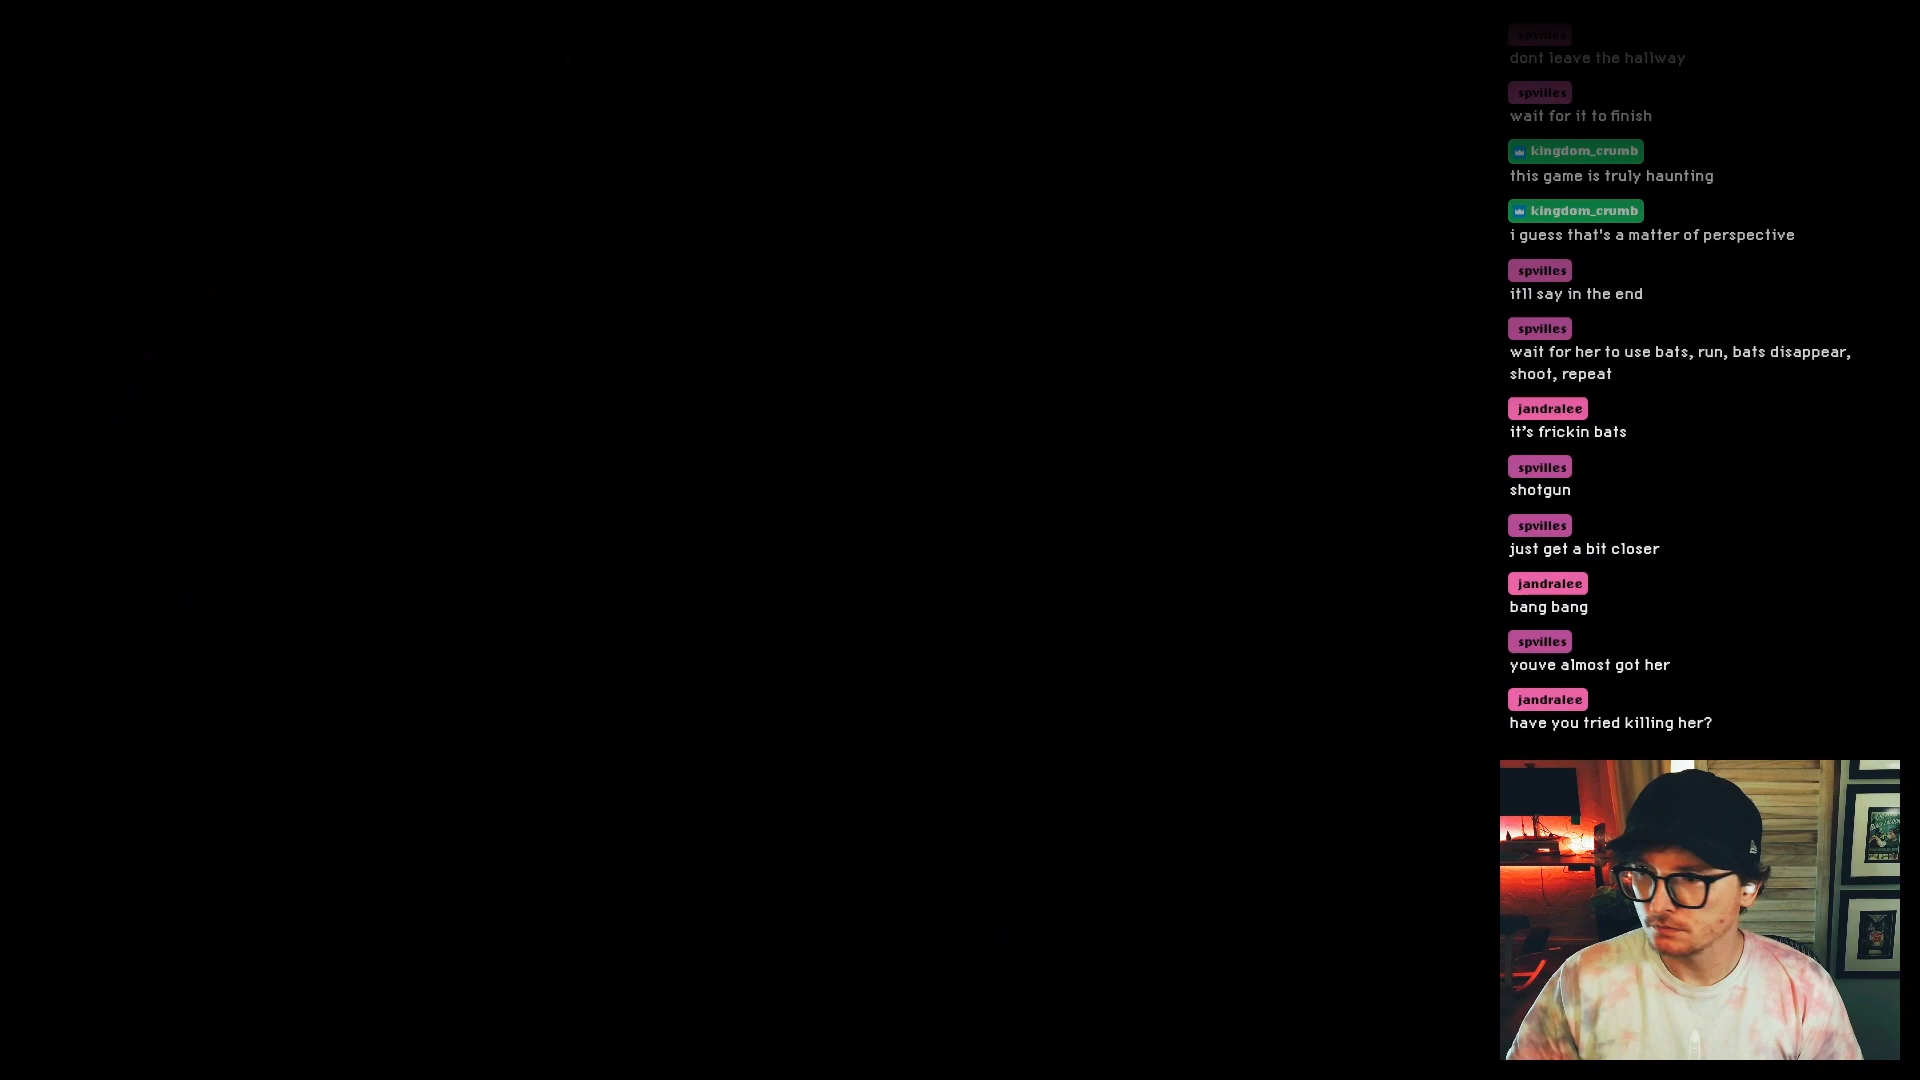 spvilles
dont leave the hallway
spvilles
wait for it to finish
kingdom_crumb
this game is truly haunting
kingdom_crumb
i guess that's a matter of perspective
spvilles
itll say in the end
spvilles
wait for her to use bats, run, bats disappear,
shoot, repeat
jandralee
it’s frickin bats
spvilles
shotgun
spvilles
just get a bit closer
jandralee
bang bang
spvilles
youve almost got her
jandralee
have you tried killing her?